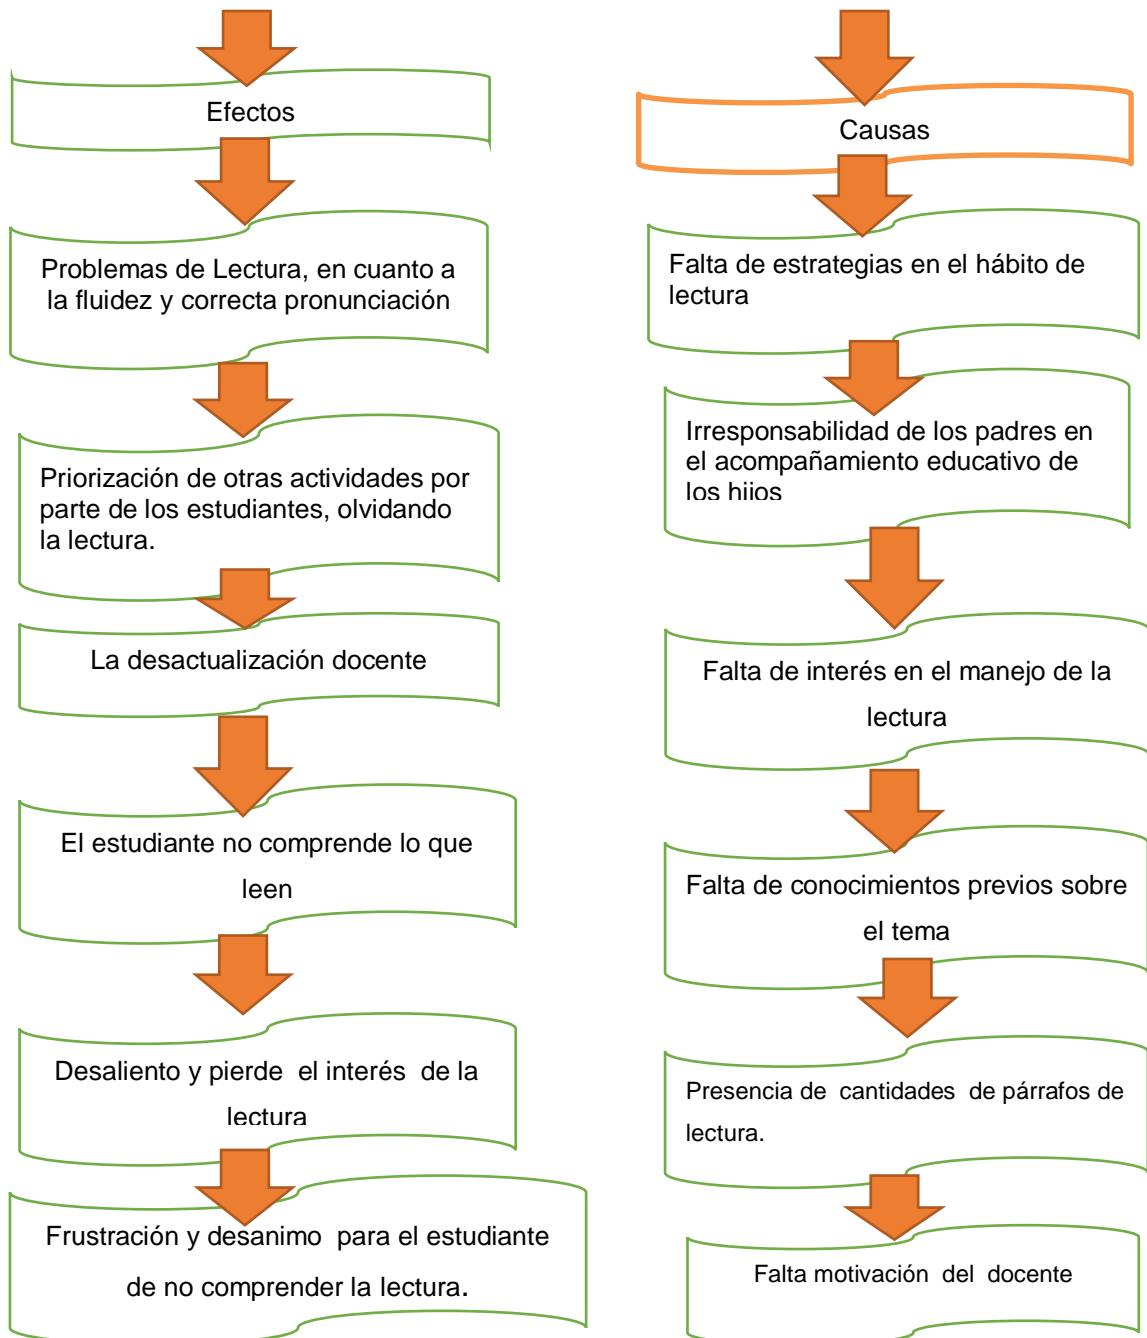 Efectos
Problemas de Lectura, en cuanto a
la fluidez y correcta pronunciación
Priorización de otras actividades por
parte de los estudiantes, olvidando
la lectura.
La desactualización docente
El estudiante no comprende lo que
leen
Desaliento y pierde el interés de la
lectura
Frustración y desanimo para el estudiante
de no comprender la lectura.
Causas
Falta de estrategias en el hábito de
lectura
Irresponsabilidad de los padres en
el acompañamiento educativo de
los hijos
Falta de interés en el manejo de la
lectura
Falta de conocimientos previos sobre
el tema
Presencia de cantidades de párrafos de
lectura.
Falta motivación del docente